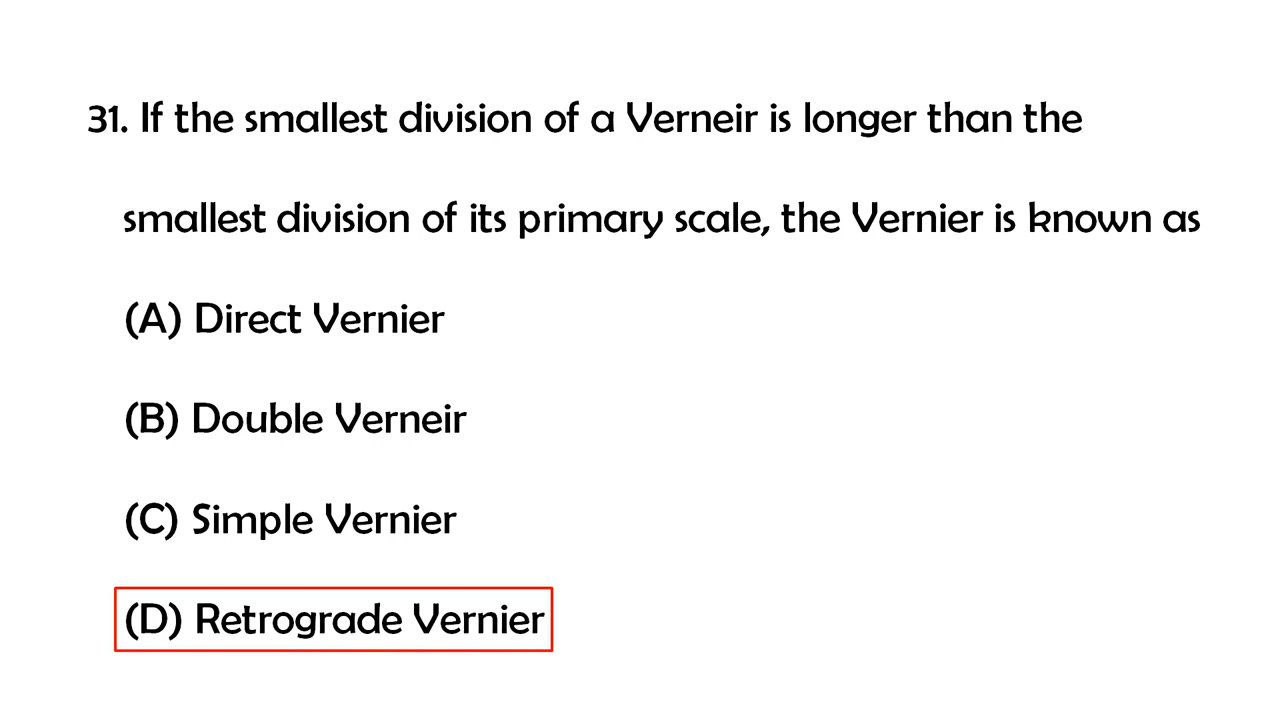 31. If the smallest division of a Verneir is longer than the
smallest division of its primary scale, the Vernier is known as
(A) Direct Vernier
(B) Double Verneir
(C) Simple Vernier
(D) Retrograde Vernier